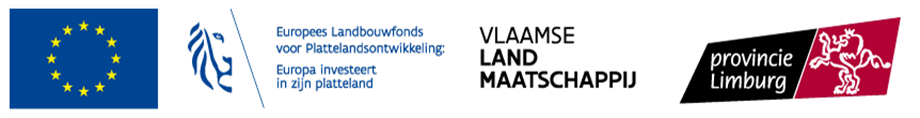 Europees Landbouwfonds
voor Plattelandsontwikkeling:
Europa investeert
in zijn platteland
VLAAMSE
LAND
MAATSCHAPPIJ
provincie
Limburg